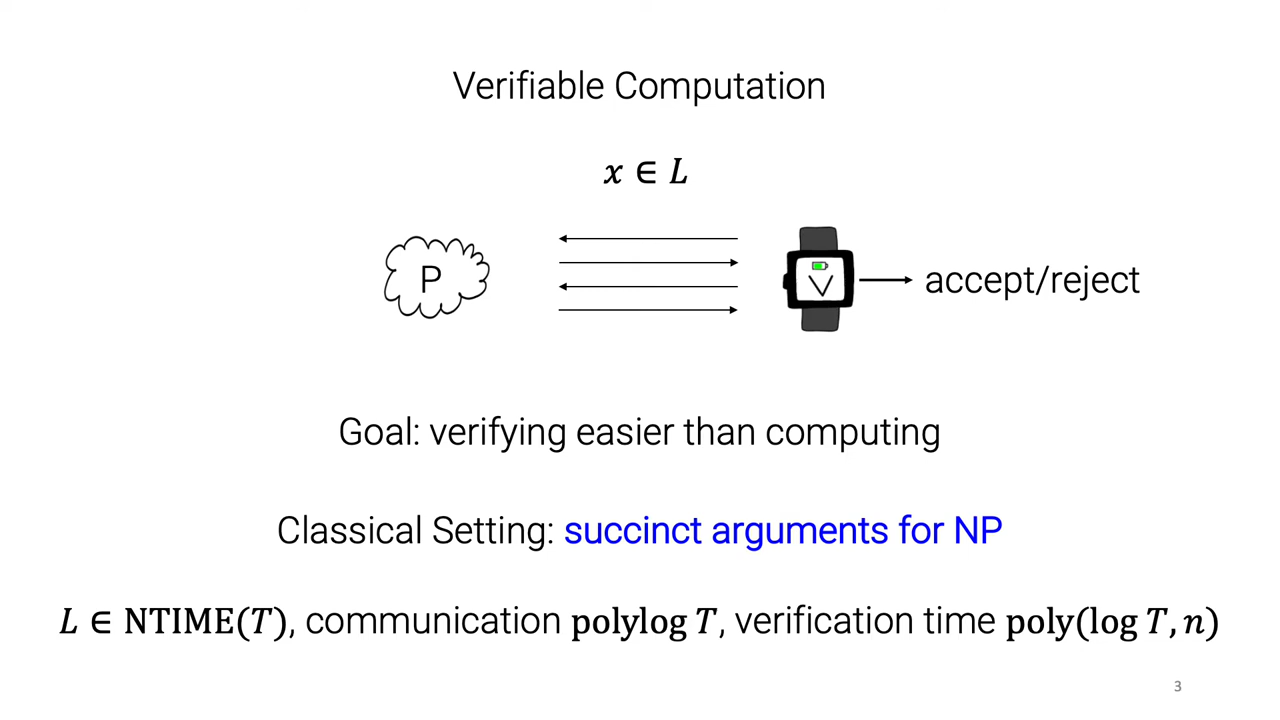 Verifiable Computation
x ∈ L
P
V
accept/reject
Goal: verifying easier than computing
Classical Setting: succinct arguments for NP
L ∈ NTIME(T), communication polylog T, verification time poly(log T, n)
3